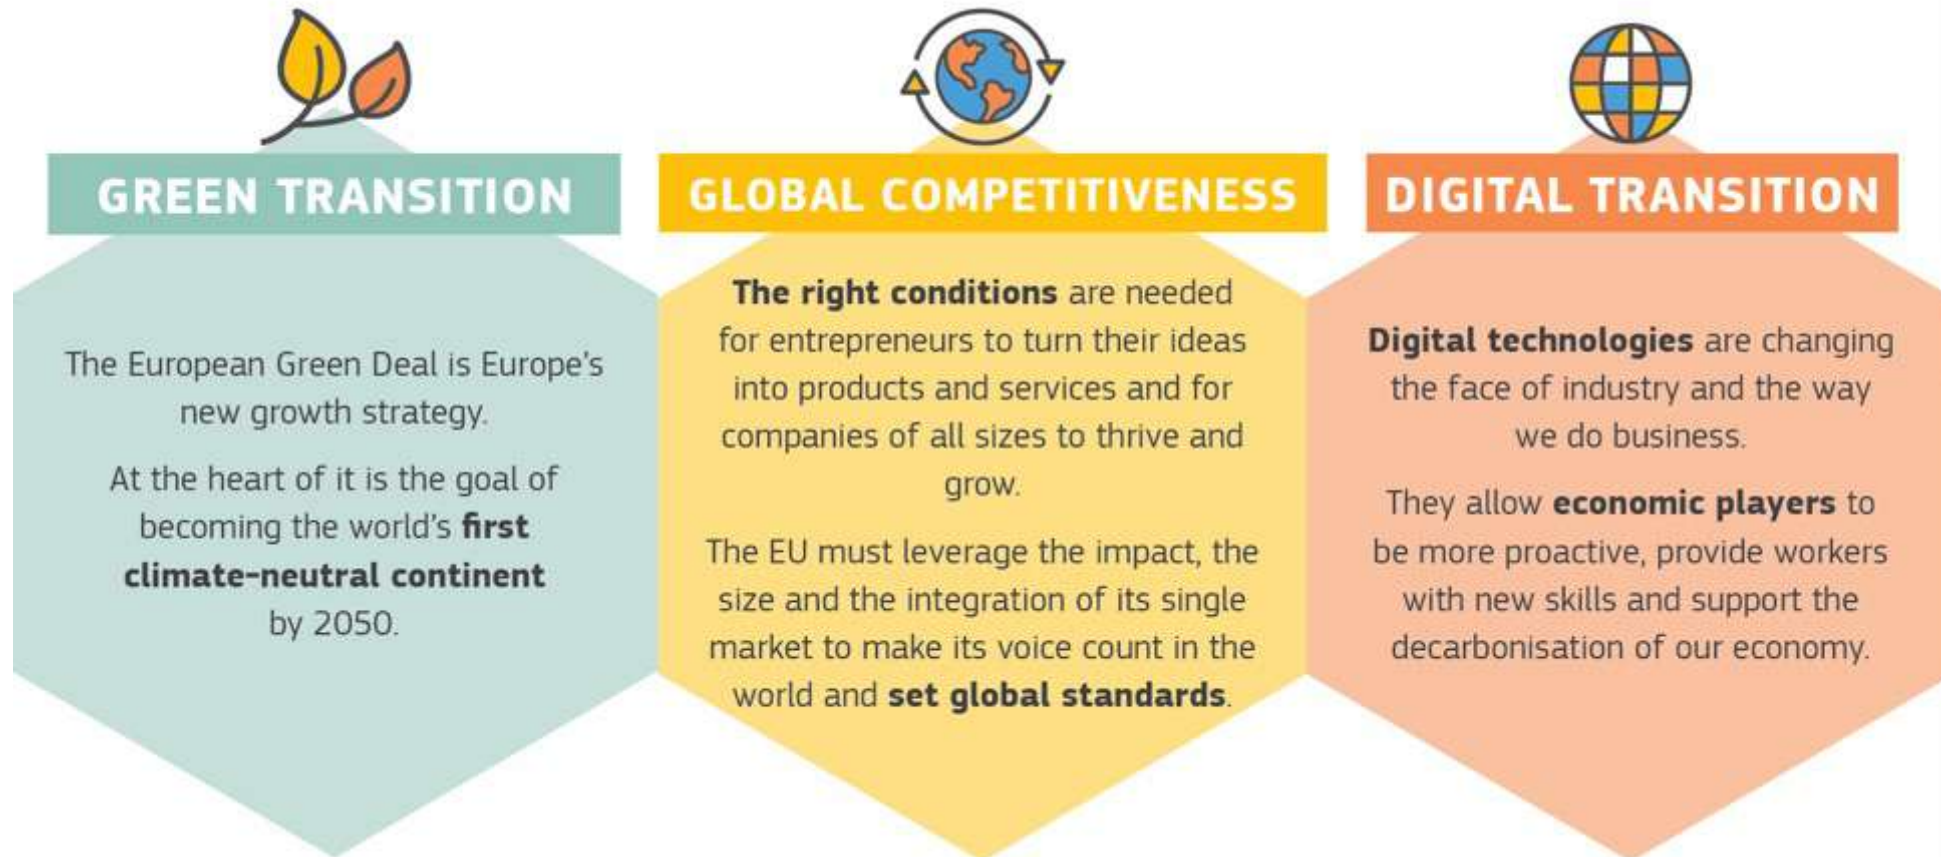 GREEN TRANSITION
The European Green Deal is Europe's
new growth strategy.
At the heart of it is the goal of
becoming the world's first
climate-neutral continent
by 2050.
GLOBAL COMPETITIVENESS
The right conditions are needed
for entrepreneurs to turn their ideas
into products and services and for
companies of all sizes to thrive and
grow.
The EU must leverage the impact, the
size and the integration of its single
market to make its voice count in the
world and set global standards.
DIGITAL TRANSITION
Digital technologies are changing
the face of industry and the way
we do business.
They allow economic players to
be more proactive, provide workers
with new skills and support the
decarbonisation of our economy.